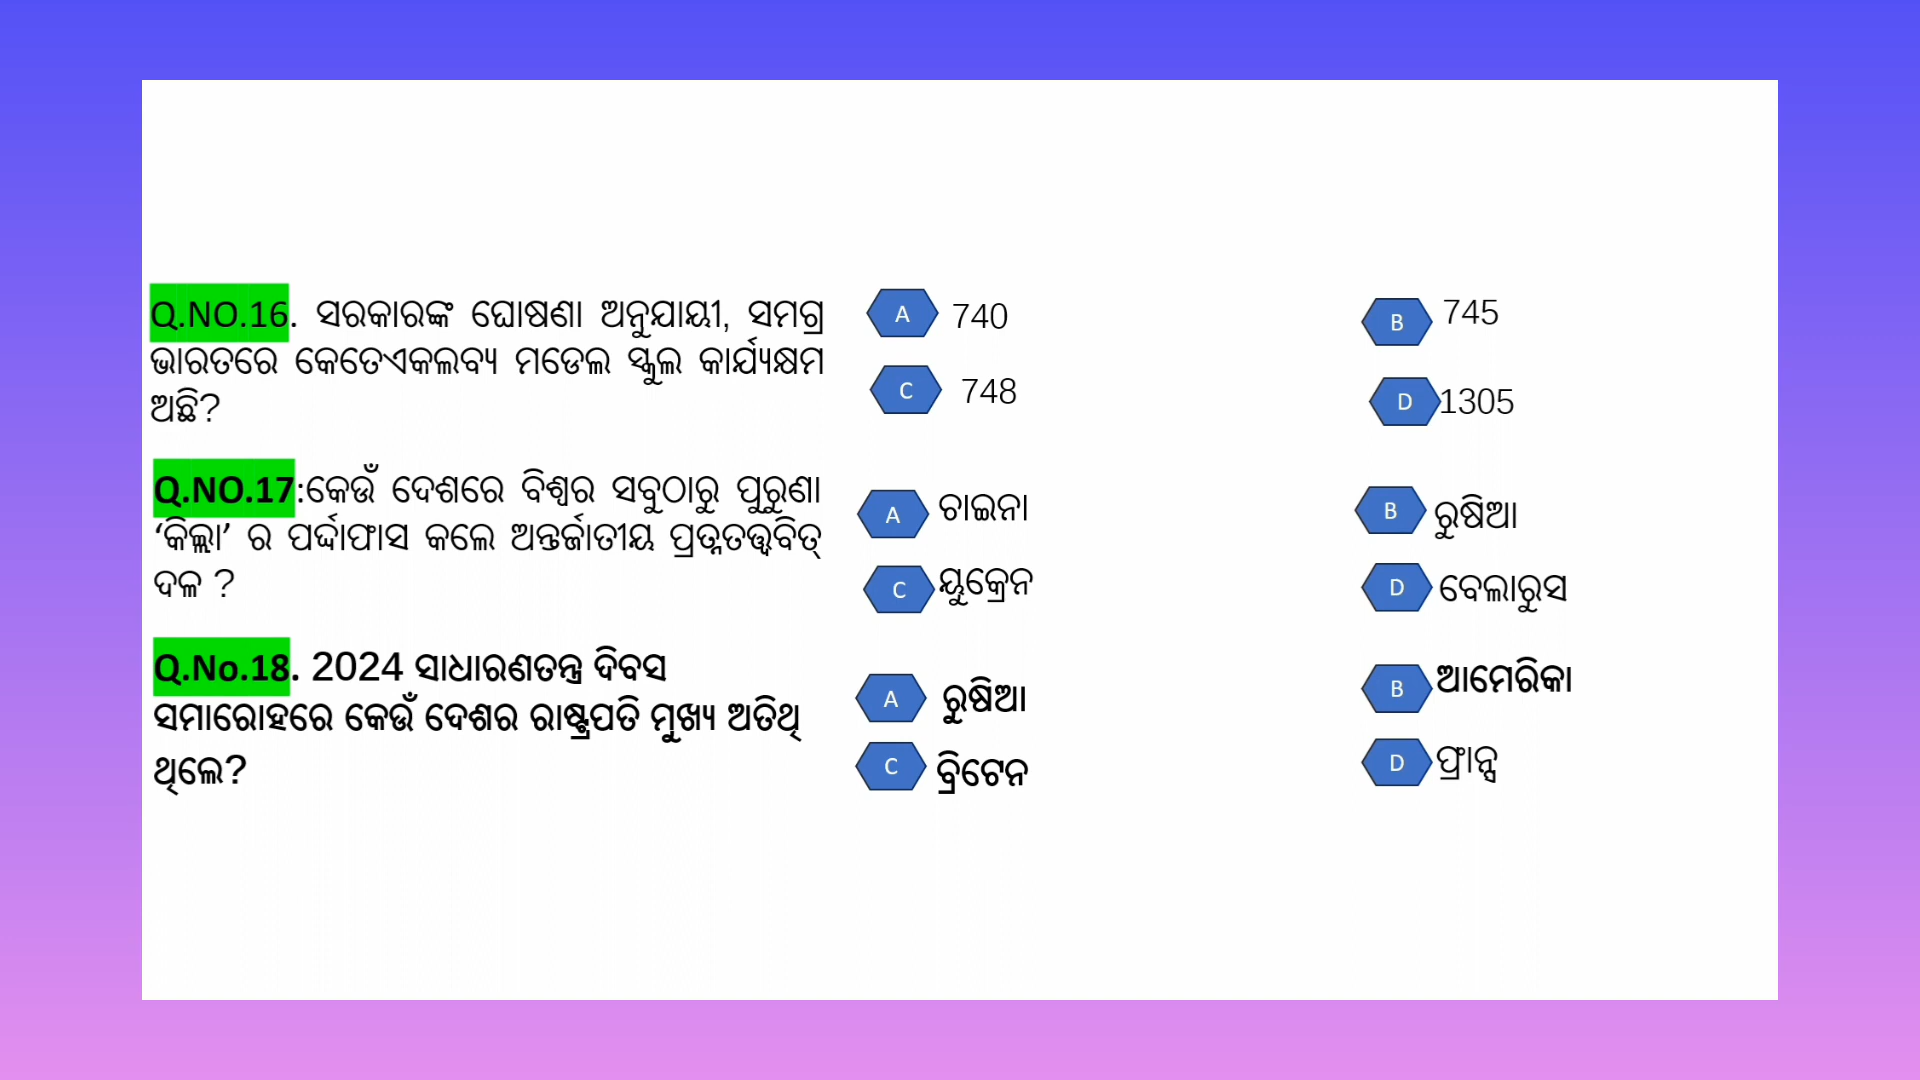 Q.NO.16. ସରକାରଙ୍କ ଘୋଷଣା ଅନୁଯାୟୀ, ସମଗ୍ର
ଭାରତରେ କେତେଏକଲବ୍ୟ ମଡେଲ ସ୍କୁଲ କାର୍ଯ୍ୟକ୍ଷମ
ଅଛି?
A 740
B 745
C 748
D 1305
Q.NO.17:କେଉଁ ଦେଶରେ ବିଶ୍ୱର ସବୁଠାରୁ ପୁରୁଣା
‘କିଲ୍ଲା’ ର ପର୍ଦ୍ଦାଫାସ କଲେ ଅନ୍ତର୍ଜାତୀୟ ପ୍ରତ୍ନତତ୍ତ୍ୱବିତ୍
ଦଳ ?
A ଚାଇନା
B ରୁଷିଆ
C ୟୁକ୍ରେନ
D ବେଲାରୁସ
Q.No.18. 2024 ସାଧାରଣତନ୍ତ୍ର ଦିବସ
ସମାରୋହରେ କେଉଁ ଦେଶର ରାଷ୍ଟ୍ରପତି ମୁଖ୍ୟ ଅତିଥି
ଥିଲେ?
A ରୁଷିଆ
B ଆମେରିକା
C ବ୍ରିଟେନ
D ଫ୍ରାନ୍ସ